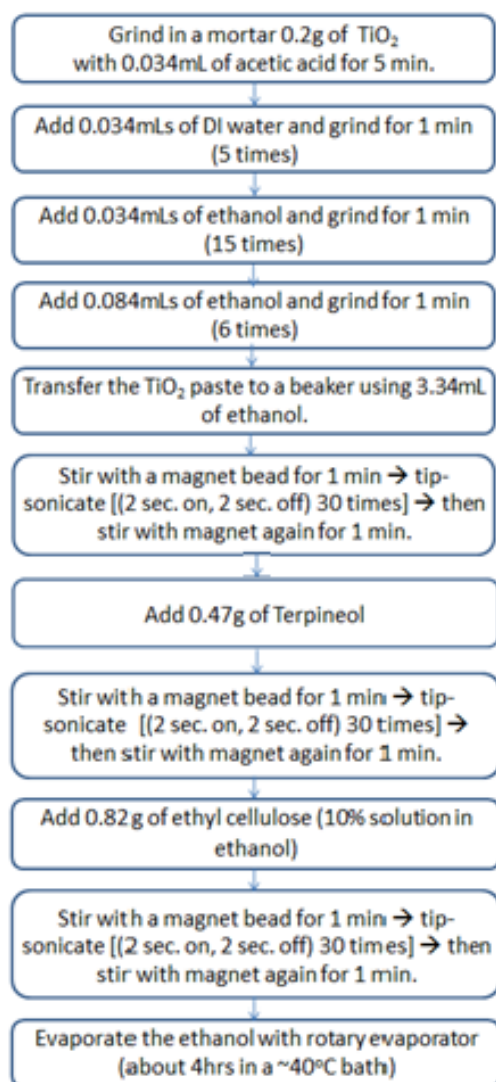 Grind in a mortar 0.2g of TiO₂
with 0.034mL of acetic acid for 5 min.
Add 0.034mLs of DI water and grind for 1 min
(5 times)
Add 0.034mLs of ethanol and grind for 1 min
(15 times)
Add 0.084mLs of ethanol and grind for 1 min
(6 times)
Transfer the TiO₂ paste to a beaker using 3.34mL
of ethanol.
Stir with a magnet bead for 1 min → tip-
sonicate [(2 sec. on, 2 sec. off) 30 times] → then
stir with magnet again for 1 min.
Add 0.47g of Terpineol
Stir with a magnet bead for 1 min → tip-
sonicate [(2 sec. on, 2 sec. off) 30 times] →
then stir with magnet again for 1 min.
Add 0.82g of ethyl cellulose (10% solution in
ethanol)
Stir with a magnet bead for 1 min → tip-
sonicate [(2 sec. on, 2 sec. off) 30 times] → then
stir with magnet again for 1 min.
Evaporate the ethanol with rotary evaporator
(about 4hrs in a ~40°C bath)